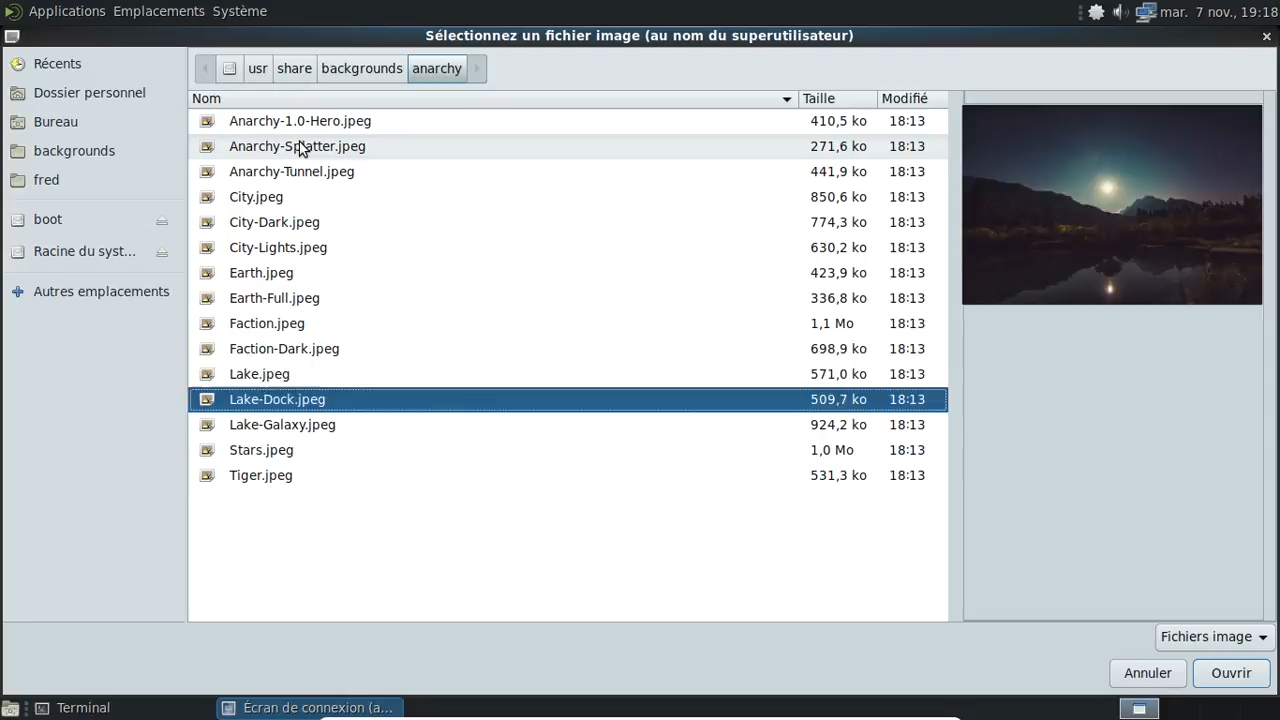 Applications Emplacements Système mar. 7 nov., 19:18
Sélectionnez un fichier image (au nom du superutilisateur)
Récents
Dossier personnel
Bureau
backgrounds
fred
boot
Racine du syst...
Autres emplacements
usr share backgrounds anarchy
Nom Taille Modifié
Anarchy-1.0-Hero.jpeg 410,5 ko 18:13
Anarchy-Splatter.jpeg 271,6 ko 18:13
Anarchy-Tunnel.jpeg 441,9 ko 18:13
City.jpeg 850,6 ko 18:13
City-Dark.jpeg 774,3 ko 18:13
City-Lights.jpeg 630,2 ko 18:13
Earth.jpeg 423,9 ko 18:13
Earth-Full.jpeg 336,8 ko 18:13
Faction.jpeg 1,1 Mo 18:13
Faction-Dark.jpeg 698,9 ko 18:13
Lake.jpeg 571,0 ko 18:13
Lake-Dock.jpeg 509,7 ko 18:13
Lake-Galaxy.jpeg 924,2 ko 18:13
Stars.jpeg 1,0 Mo 18:13
Tiger.jpeg 531,3 ko 18:13
Fichiers image
Annuler Ouvrir
Terminal Écran de connexion (a...